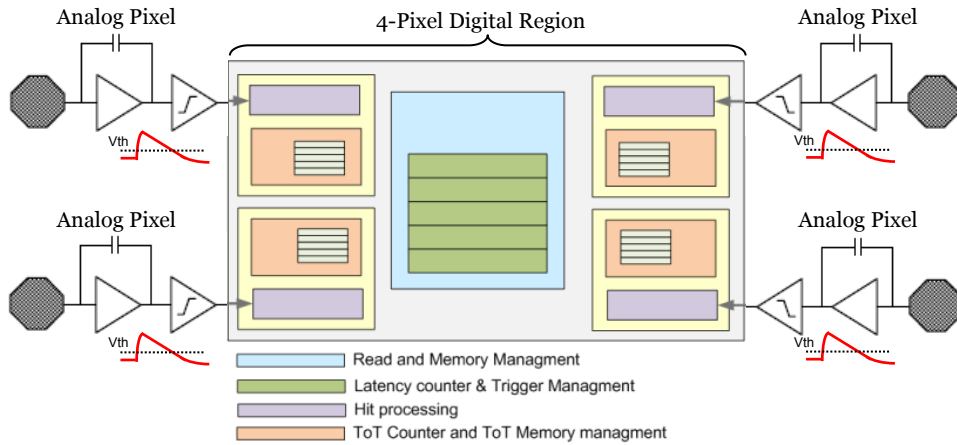 4-Pixel Digital Region
Analog Pixel
Analog Pixel
Vth
Vth
Analog Pixel
Analog Pixel
Vth
Vth
Read and Memory Managment
Latency counter & Trigger Managment
Hit processing
ToT Counter and ToT Memory managment